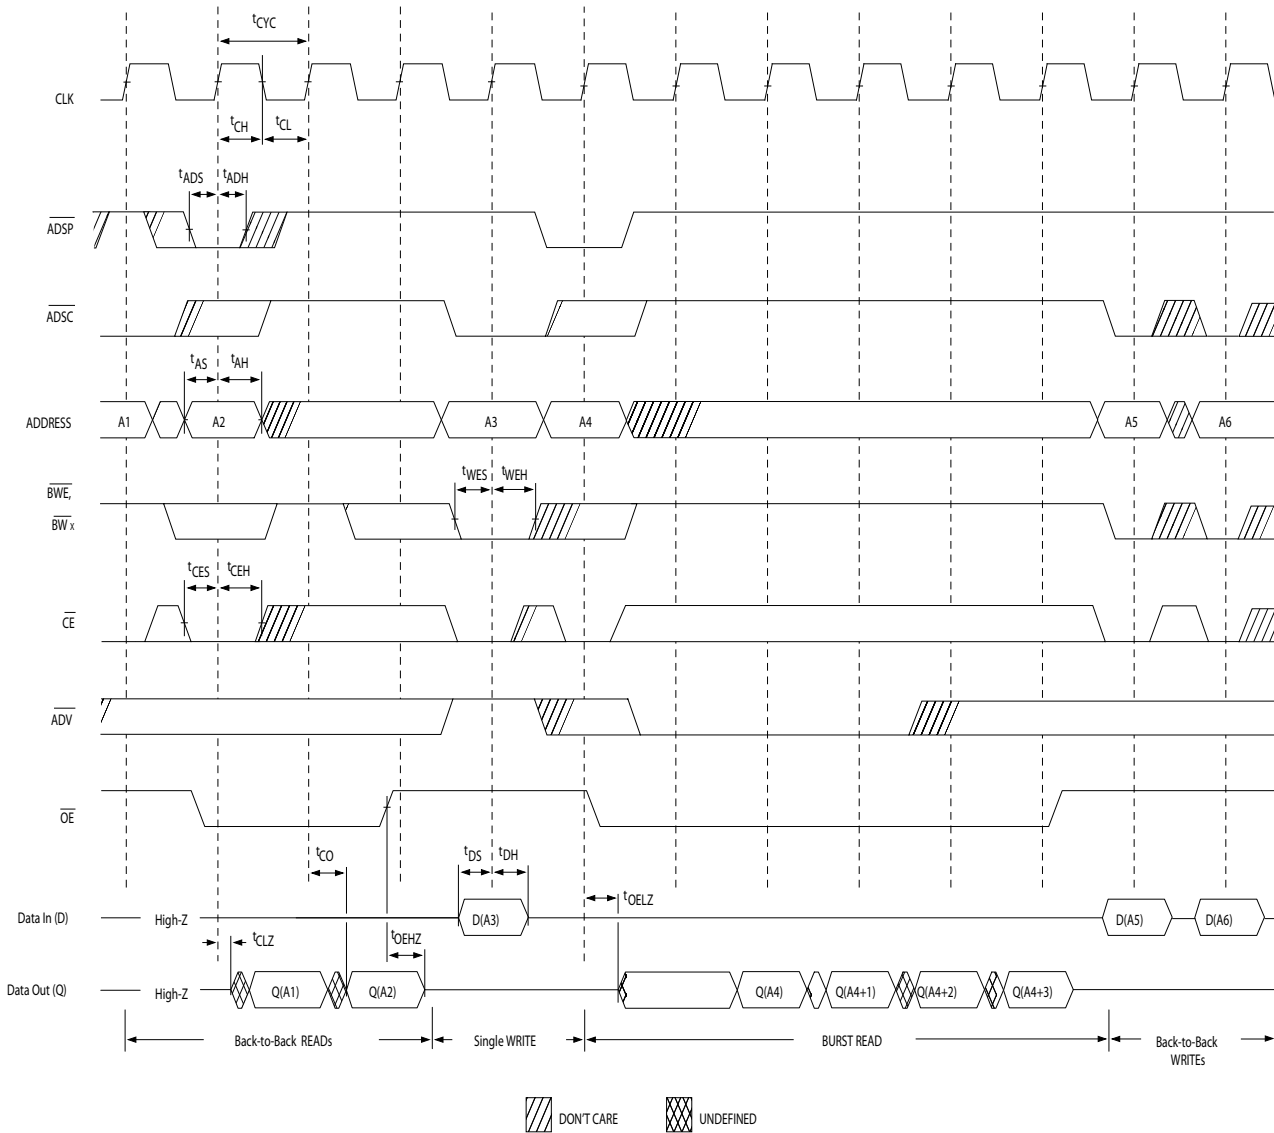 tCYC
CLK
tCH tCL
tADS tADH
ADSP
ADSC
tAS tAH
ADDRESS A1 A2 A3 A4 A5 A6
tWES tWEH
BWE,
BW x
tCES tCEH
CE
ADV
OE
tCO tDS tDH
tOELZ
Data In (D) High-Z D(A3) D(A5) D(A6)
tCLZ tOEHZ
Data Out (Q) High-Z Q(A1) Q(A2) Q(A4) Q(A4+1) Q(A4+2) Q(A4+3)
Back-to-Back READs Single WRITE BURST READ Back-to-Back
WRITEs
DON'T CARE UNDEFINED